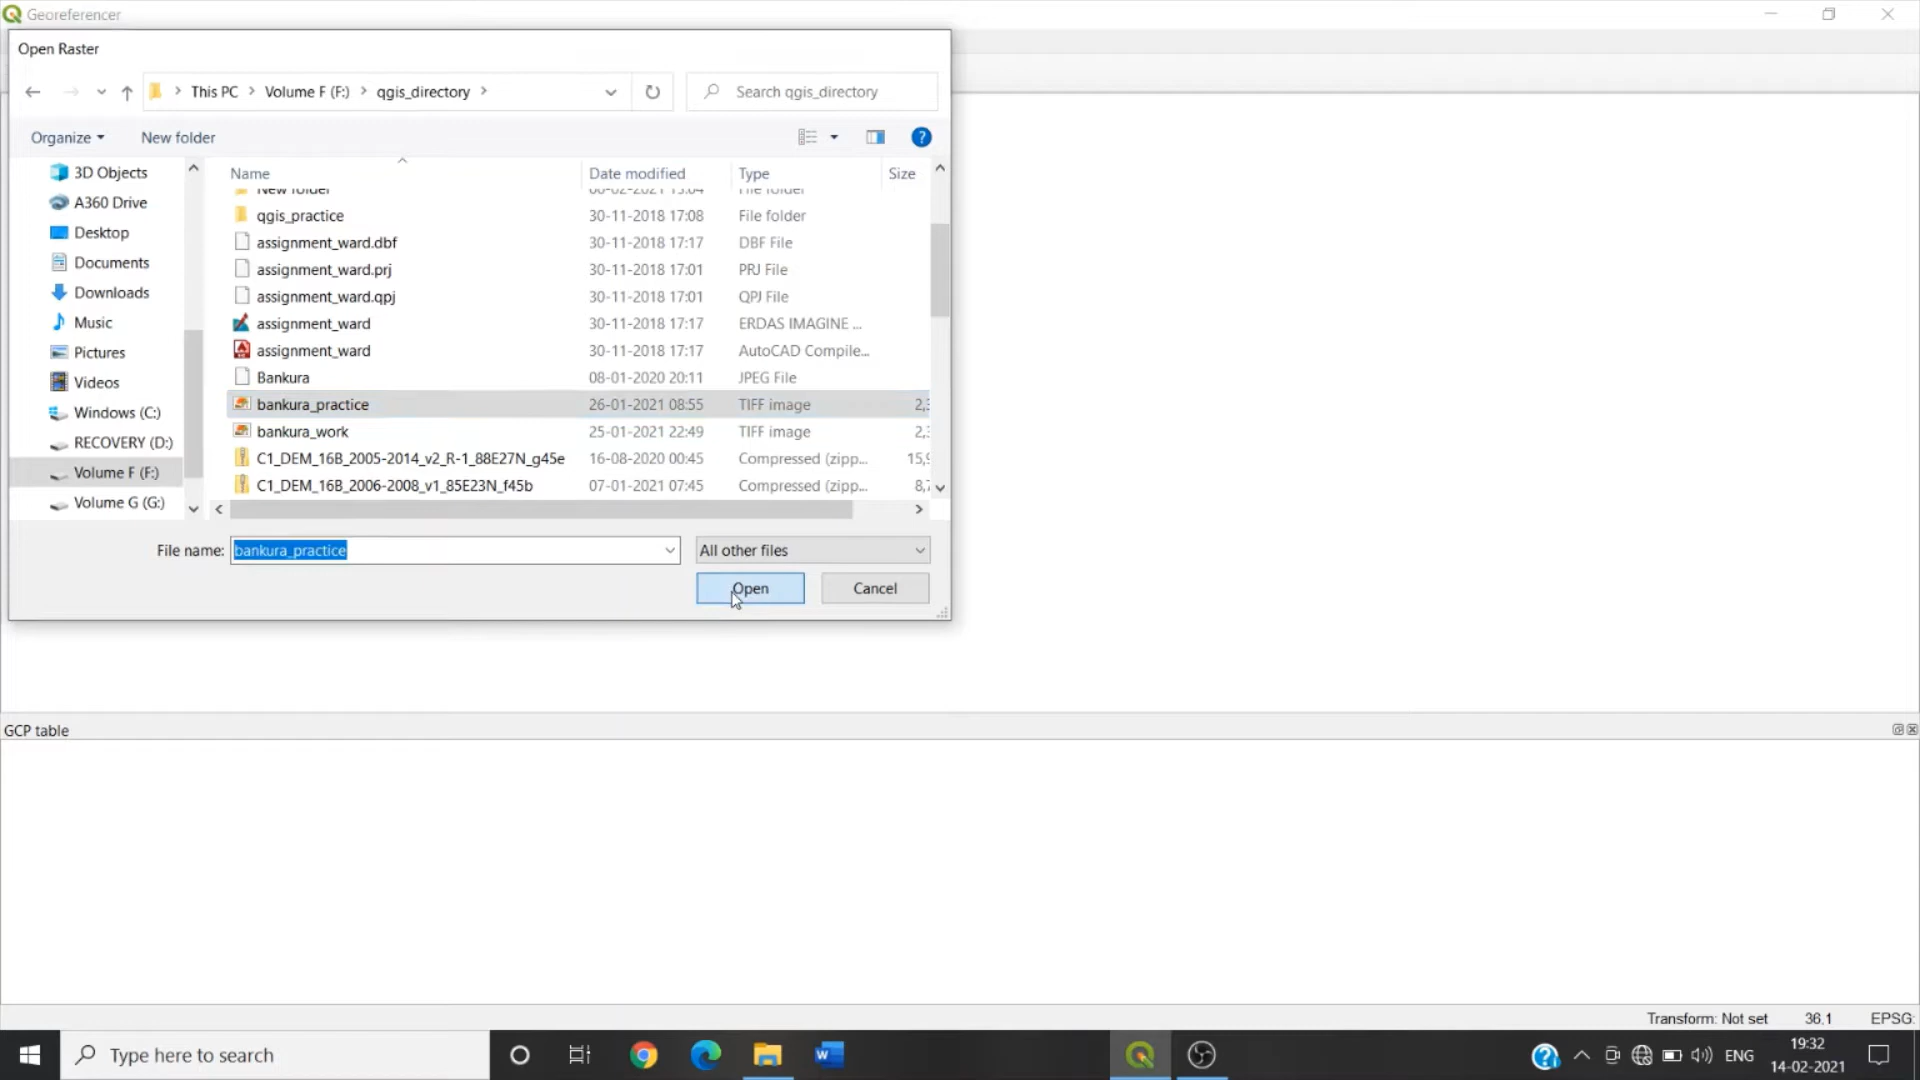 Georeferencer
Open Raster
This PC
Volume F (F:)
qgis_directory
Search qgis_directory
Organize
New folder
Name
Date modified
Type
Size
3D Objects
A360 Drive
Desktop
Documents
Downloads
Music
Pictures
Videos
Windows (C:)
RECOVERY (D:)
Volume F (F:)
Volume G (G:)
New folder
qgis_practice 30-11-2018 17:08 File folder
assignment_ward.dbf 30-11-2018 17:17 DBF File
assignment_ward.prj 30-11-2018 17:01 PRJ File
assignment_ward.qpj 30-11-2018 17:01 QPJ File
assignment_ward 30-11-2018 17:17 ERDAS IMAGINE ...
assignment_ward 30-11-2018 17:17 AutoCAD Compile...
Bankura 08-01-2020 20:11 JPEG File
bankura_practice 26-01-2021 08:55 TIFF image
bankura_work 25-01-2021 22:49 TIFF image
C1_DEM_16B_2005-2014_v2_R-1_88E27N_g45e 16-08-2020 00:45 Compressed (zipp...
C1_DEM_16B_2006-2008_v1_85E23N_f45b 07-01-2021 07:45 Compressed (zipp...
File name: bankura_practice
All other files
Open
Cancel
GCP table
Transform: Not set 36,1 EPSG:
Type here to search
ENG
19:32
14-02-2021